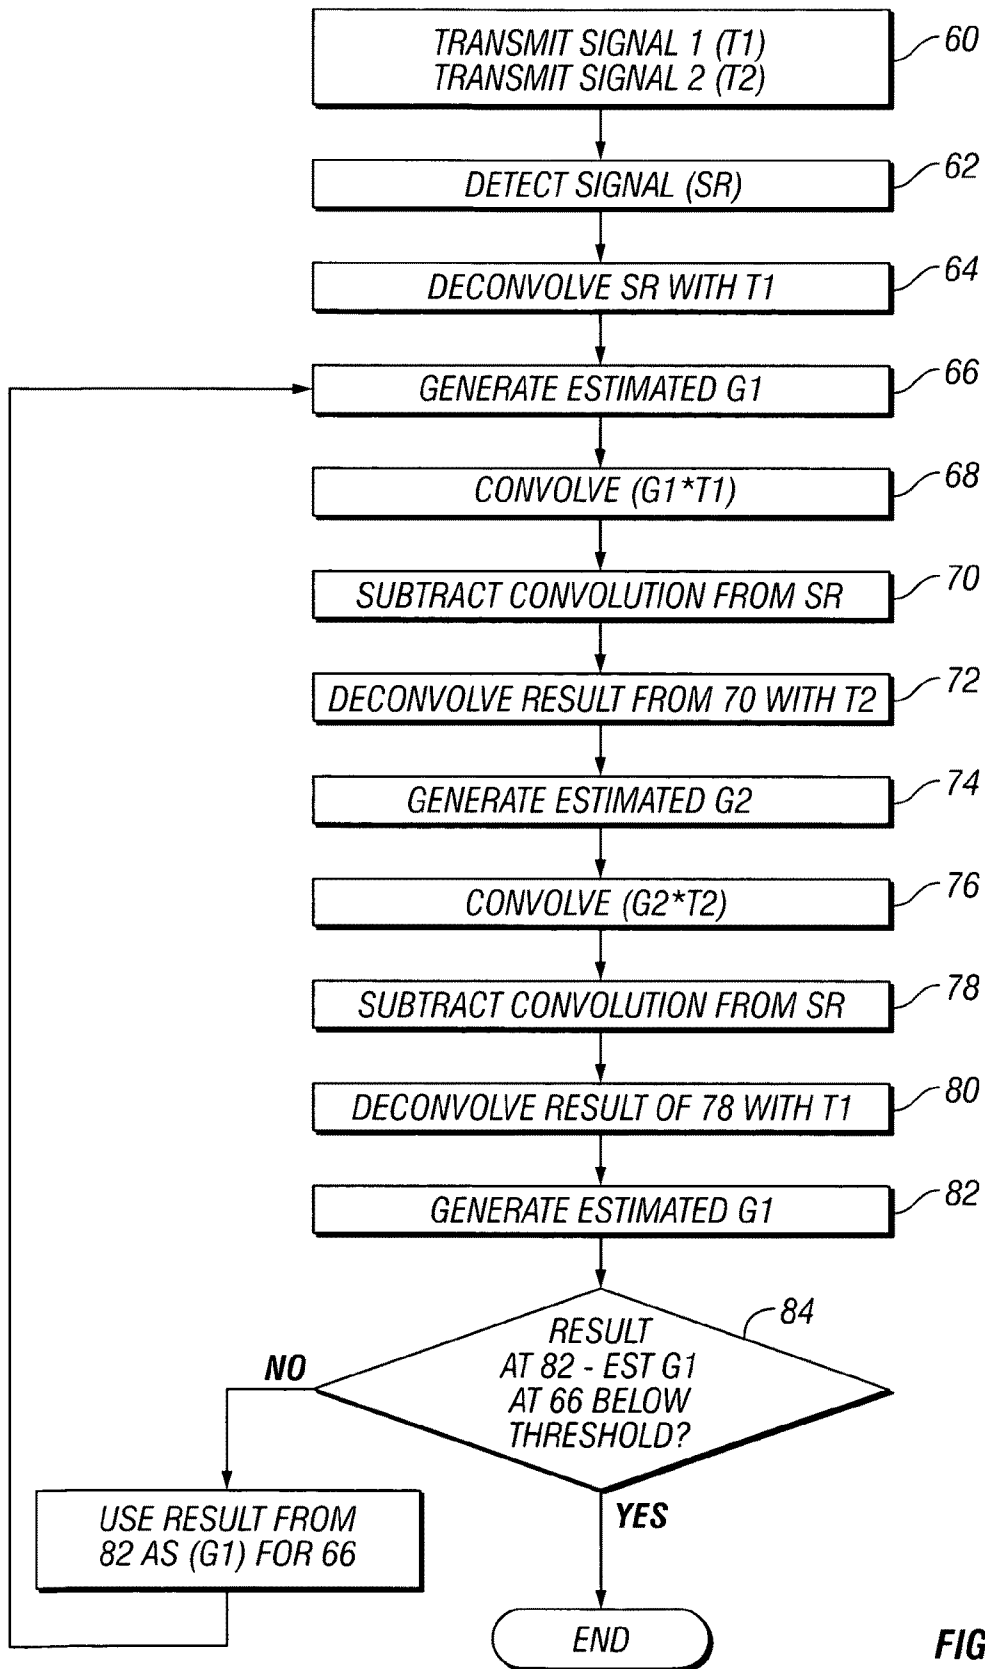 TRANSMIT SIGNAL 1 (T1)
TRANSMIT SIGNAL 2 (T2)
60
DETECT SIGNAL (SR)
62
DECONVOLVE SR WITH T1
64
GENERATE ESTIMATED G1
66
CONVOLVE (G1*T1)
68
SUBTRACT CONVOLUTION FROM SR
70
DECONVOLVE RESULT FROM 70 WITH T2
72
GENERATE ESTIMATED G2
74
CONVOLVE (G2*T2)
76
SUBTRACT CONVOLUTION FROM SR
78
DECONVOLVE RESULT OF 78 WITH T1
80
GENERATE ESTIMATED G1
82
RESULT
AT 82 - EST G1
AT 66 BELOW
THRESHOLD?
84
NO
YES
USE RESULT FROM
82 AS (G1) FOR 66
END
FIG